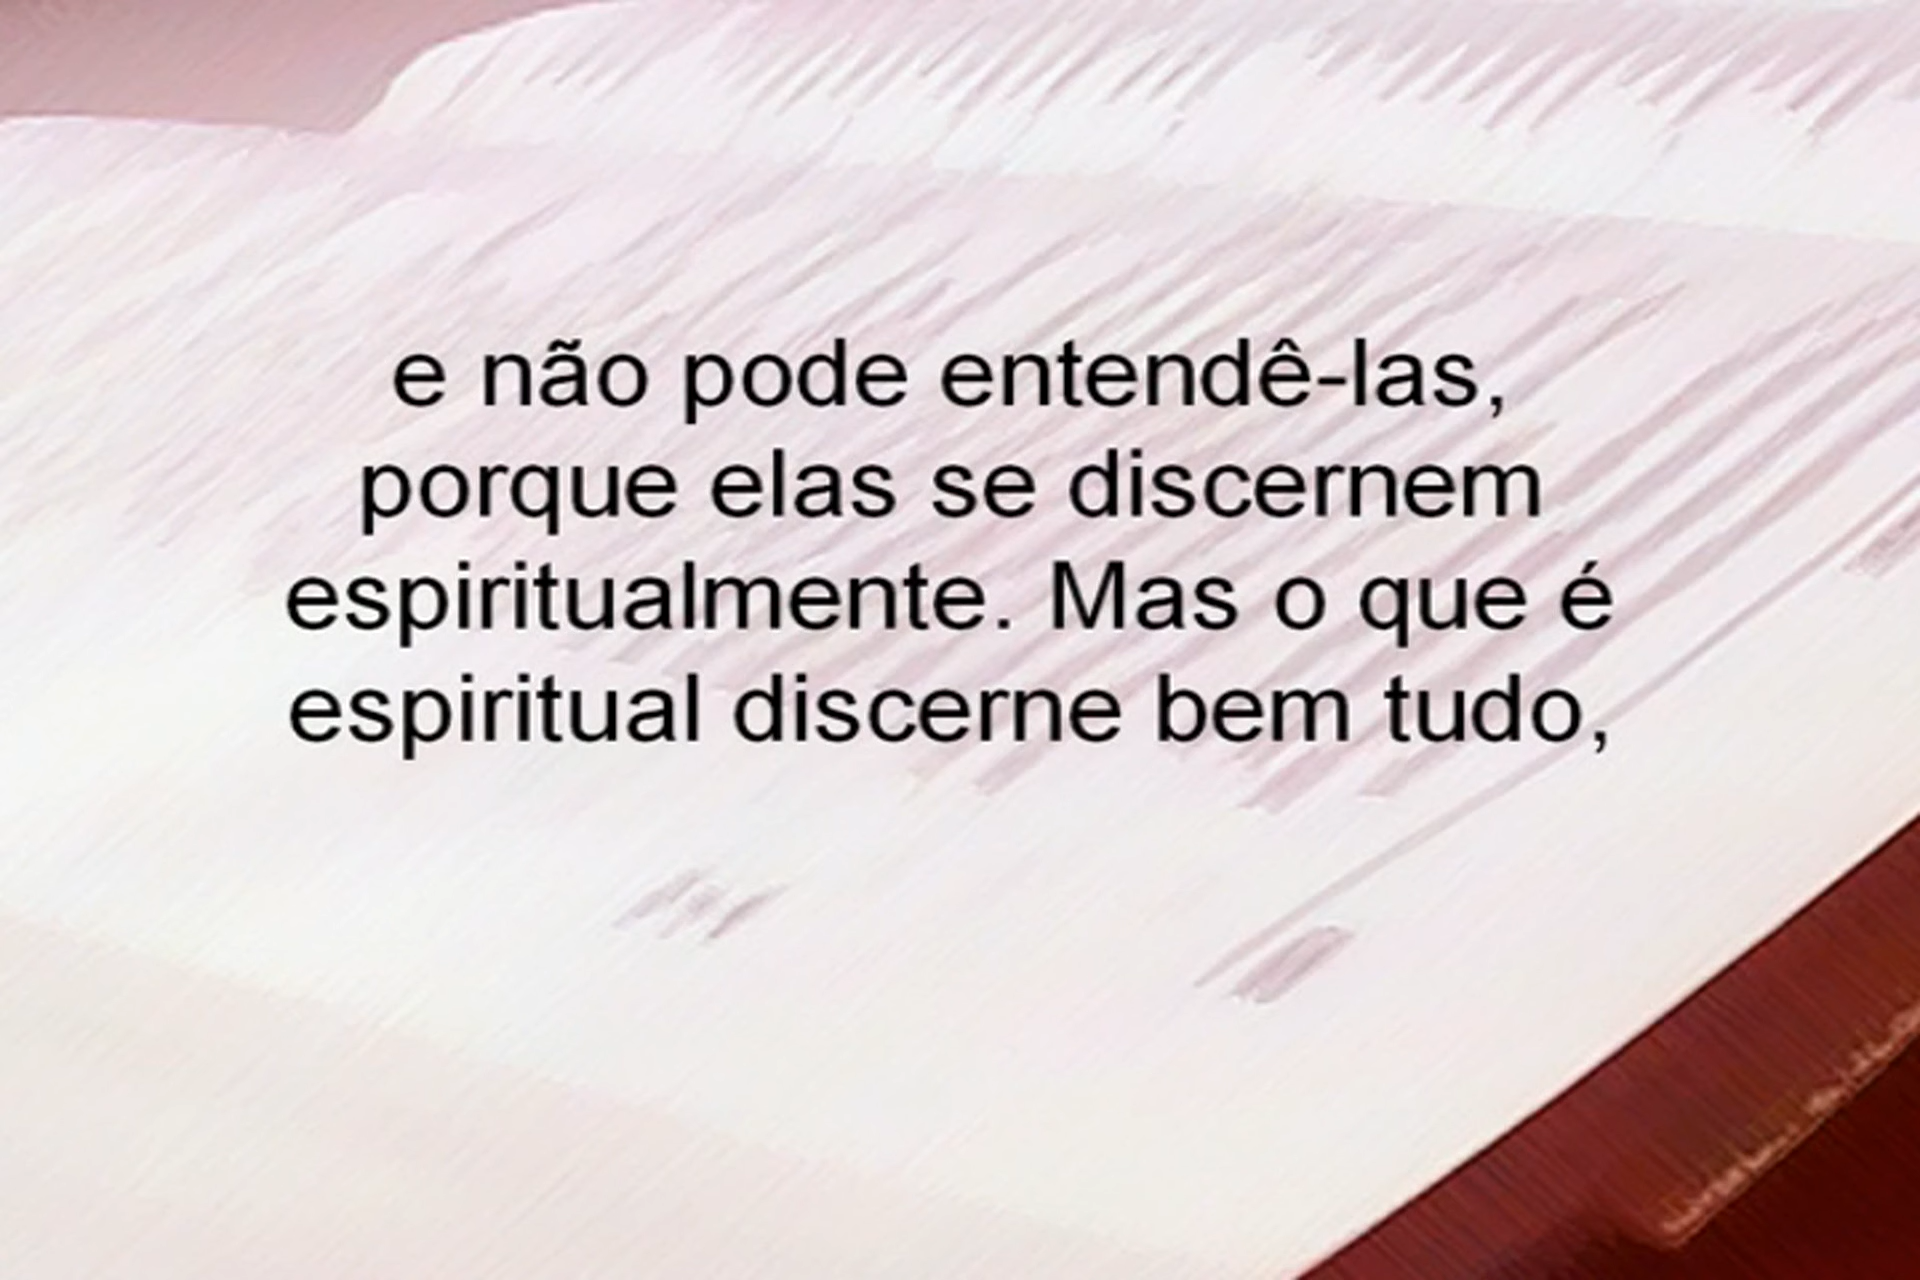 e não pode entendê-las,
porque elas se discernem
espiritualmente. Mas o que é
espiritual discerne bem tudo,